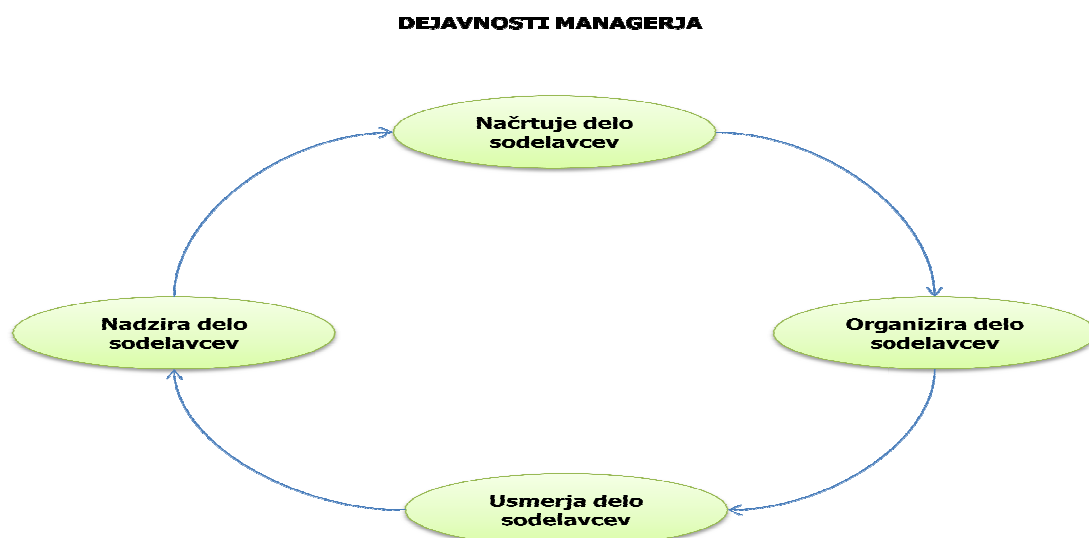 DEJAVNOSTI MANAGERJA
Načrtuje delo
sodelavcev
Nadzira delo
sodelavcev
Organizira delo
sodelavcev
Usmerja delo
sodelavcev